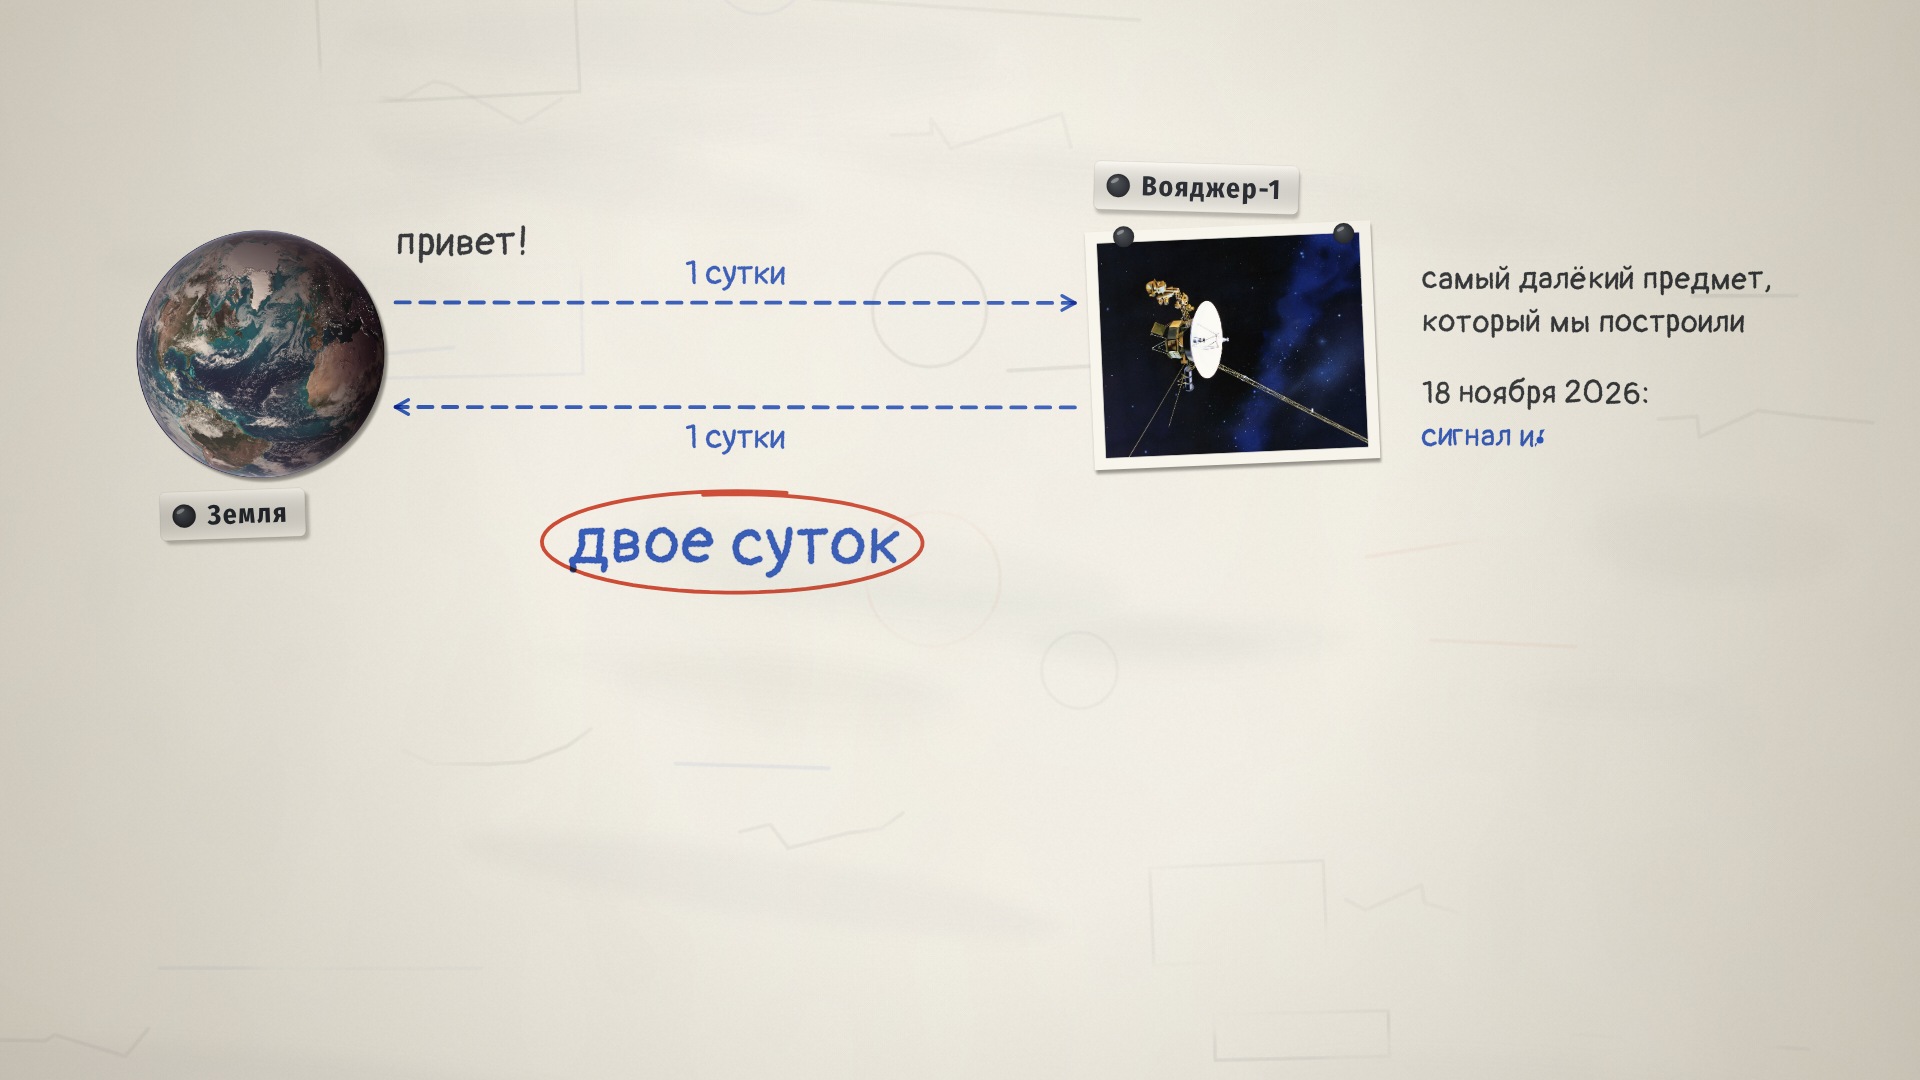 Вояджер-1
привет!
1 сутки
самый далёкий предмет,
который мы построили
1 сутки
18 ноября 2026:
сигнал
Земля
двое суток